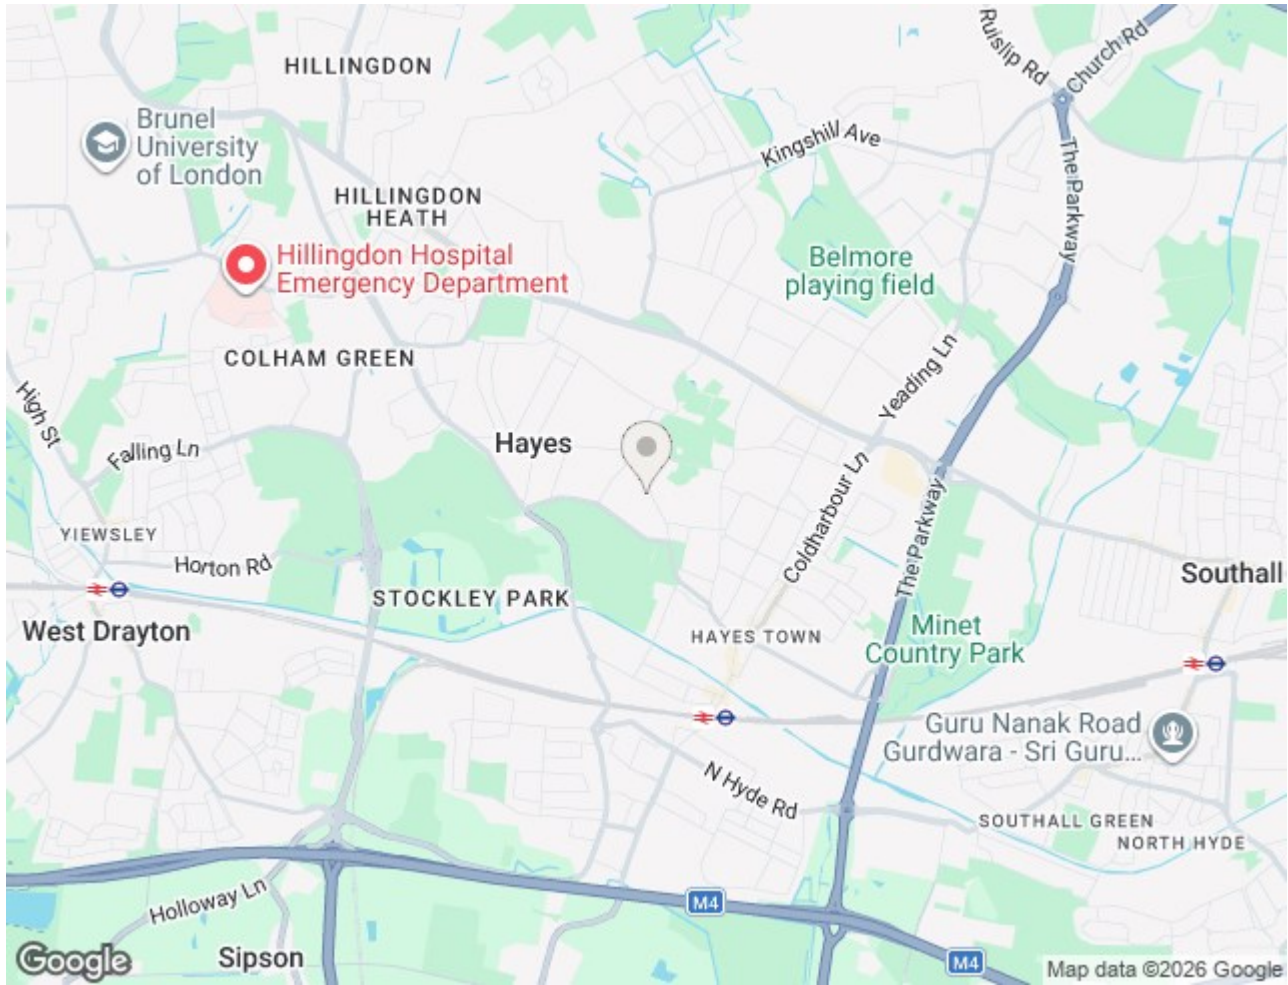 HILLINGDON
Ruislip Rd
Church Rd
Brunel
University
of London
Kingshill Ave
The Parkway
HILLINGDON
HEATH
Hillingdon Hospital
Emergency Department
Belmore
playing field
COLHAM GREEN
High St
Yeading Ln
Falling Ln
Hayes
Coldharbour Ln
The Parkway
YIEWSLEY
Horton Rd
Southall
STOCKLEY PARK
West Drayton
HAYES TOWN
Minet
Country Park
Guru Nanak Road
Gurdwara - Sri Guru...
N Hyde Rd
SOUTHALL GREEN
NORTH HYDE
Holloway Ln
M4
Sipson
M4
Google
Map data ©2026 Google